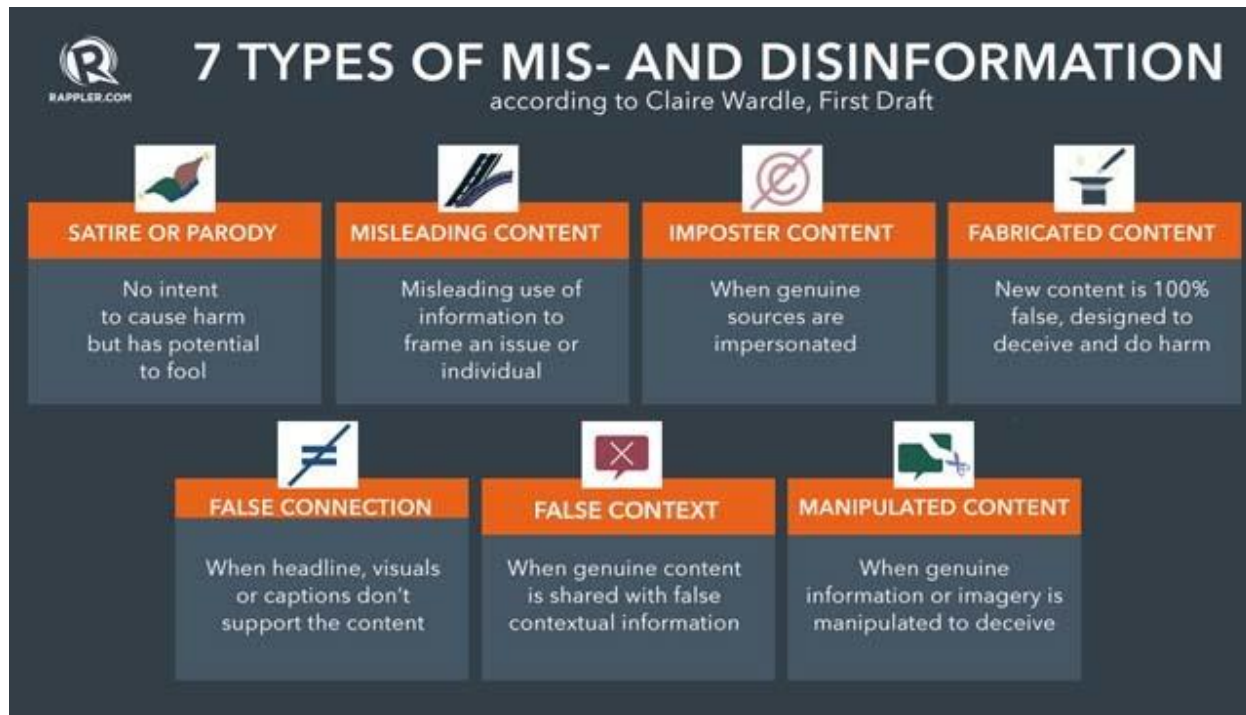 RAPPLER.COM
7 TYPES OF MIS- AND DISINFORMATION
according to Claire Wardle, First Draft
SATIRE OR PARODY
No intent
to cause harm
but has potential
to fool
MISLEADING CONTENT
Misleading use of
information to
frame an issue or
individual
IMPOSTER CONTENT
When genuine
sources are
impersonated
FABRICATED CONTENT
New content is 100%
false, designed to
deceive and do harm
FALSE CONNECTION
When headline, visuals
or captions don't
support the content
FALSE CONTEXT
When genuine content
is shared with false
contextual information
MANIPULATED CONTENT
When genuine
information or imagery is
manipulated to deceive